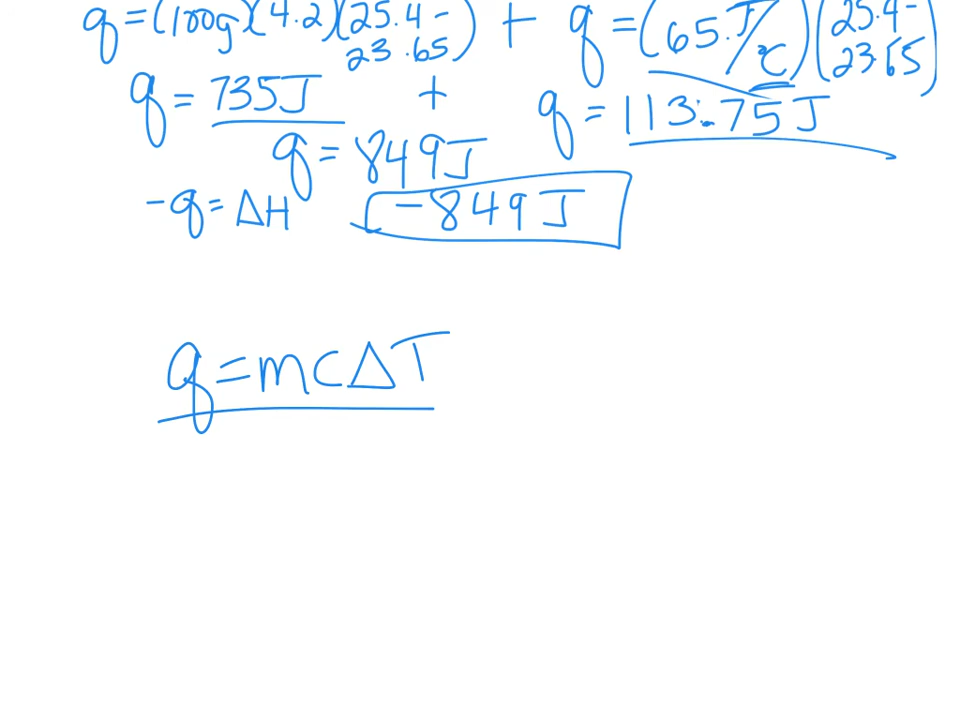 q=(100g)(4.2)(25.4-23.65) + q=(65.J/°C)(25.4-23.65)
q=735J + q=113.75J
q=849J
-q=ΔH -849J
q=mcΔT